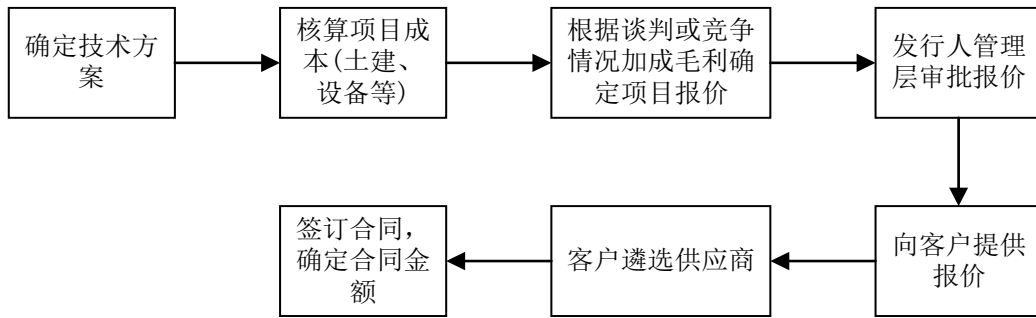 确定技术方
案
核算项目成
本(土建、
设备等)
根据谈判或竞争
情况加成毛利确
定项目报价
发行人管理
层审批报价
向客户提供
报价
客户遴选供应商
签订合同，
确定合同金
额